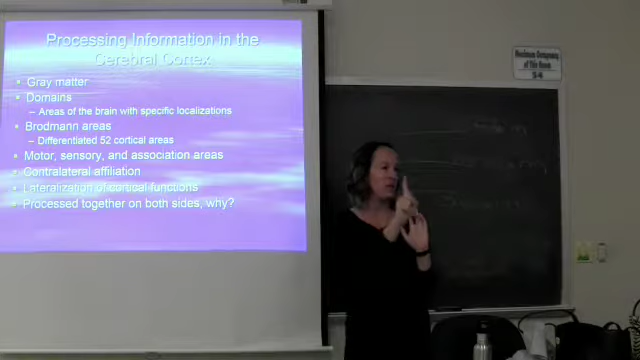 Processing Information in the
Cerebral Cortex
• Gray matter
• Domains
– Areas of the brain with specific localizations
• Brodmann areas
– Differentiated 52 cortical areas
• Motor, sensory, and association areas
• Contralateral affiliation
• Lateralization of cortical functions
• Processed together on both sides, why?
Maximum Occupancy
of This Room